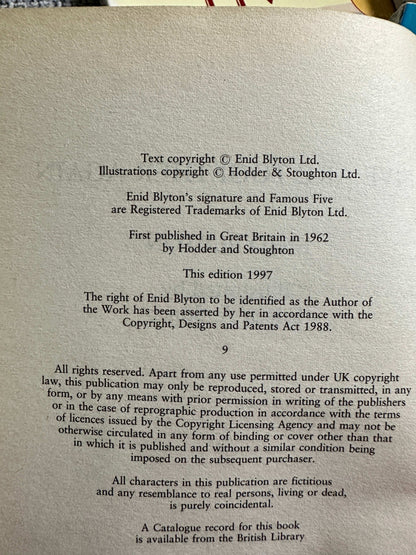 Text copyright © Enid Blyton Ltd.
Illustrations copyright © Hodder & Stoughton Ltd.
Enid Blyton's signature and Famous Five
are Registered Trademarks of Enid Blyton Ltd.
First published in Great Britain in 1962
by Hodder and Stoughton
This edition 1997
The right of Enid Blyton to be identified as the Author of
the Work has been asserted by her in accordance with the
Copyright, Designs and Patents Act 1988.
9
All rights reserved. Apart from any use permitted under UK copyright
law, this publication may only be reproduced, stored or transmitted, in any
form, or by any means with prior permission in writing of the publishers
or in the case of reprographic production in accordance with the terms
of licences issued by the Copyright Licensing Agency and may not be
otherwise circulated in any form of binding or cover other than that
in which it is published and without a similar condition being
imposed on the subsequent purchaser.
All characters in this publication are fictitious
and any resemblance to real persons, living or dead,
is purely coincidental.
A Catalogue record for this book
is available from the British Library